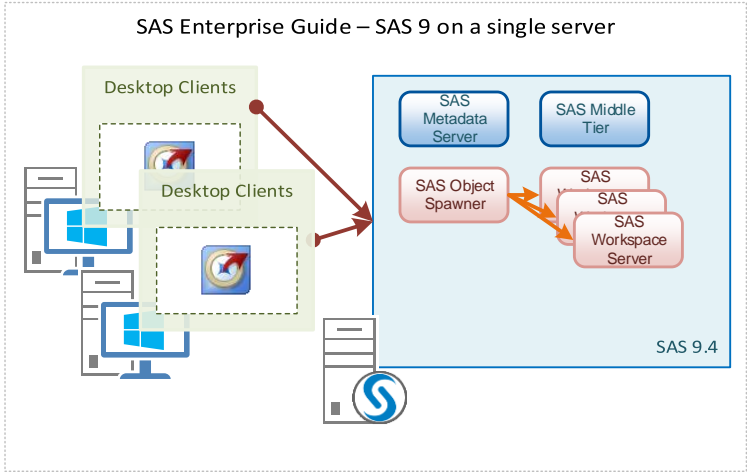 SAS Enterprise Guide – SAS 9 on a single server
Desktop Clients
Desktop Clients
SAS
Metadata
Server
SAS Middle
Tier
SAS Object
Spawner
SAS
SAS
SAS
Workspace
Server
SAS 9.4